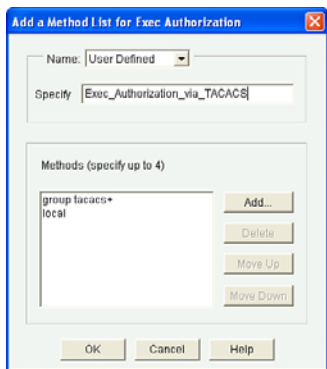 Add a Method List for Exec Authorization
Name: User Defined
Specify Exec_Authorization_via_TACACS
Methods (specify up to 4)
group tacacs+
local
Add...
Delete
Move Up
Move Down
OK Cancel Help